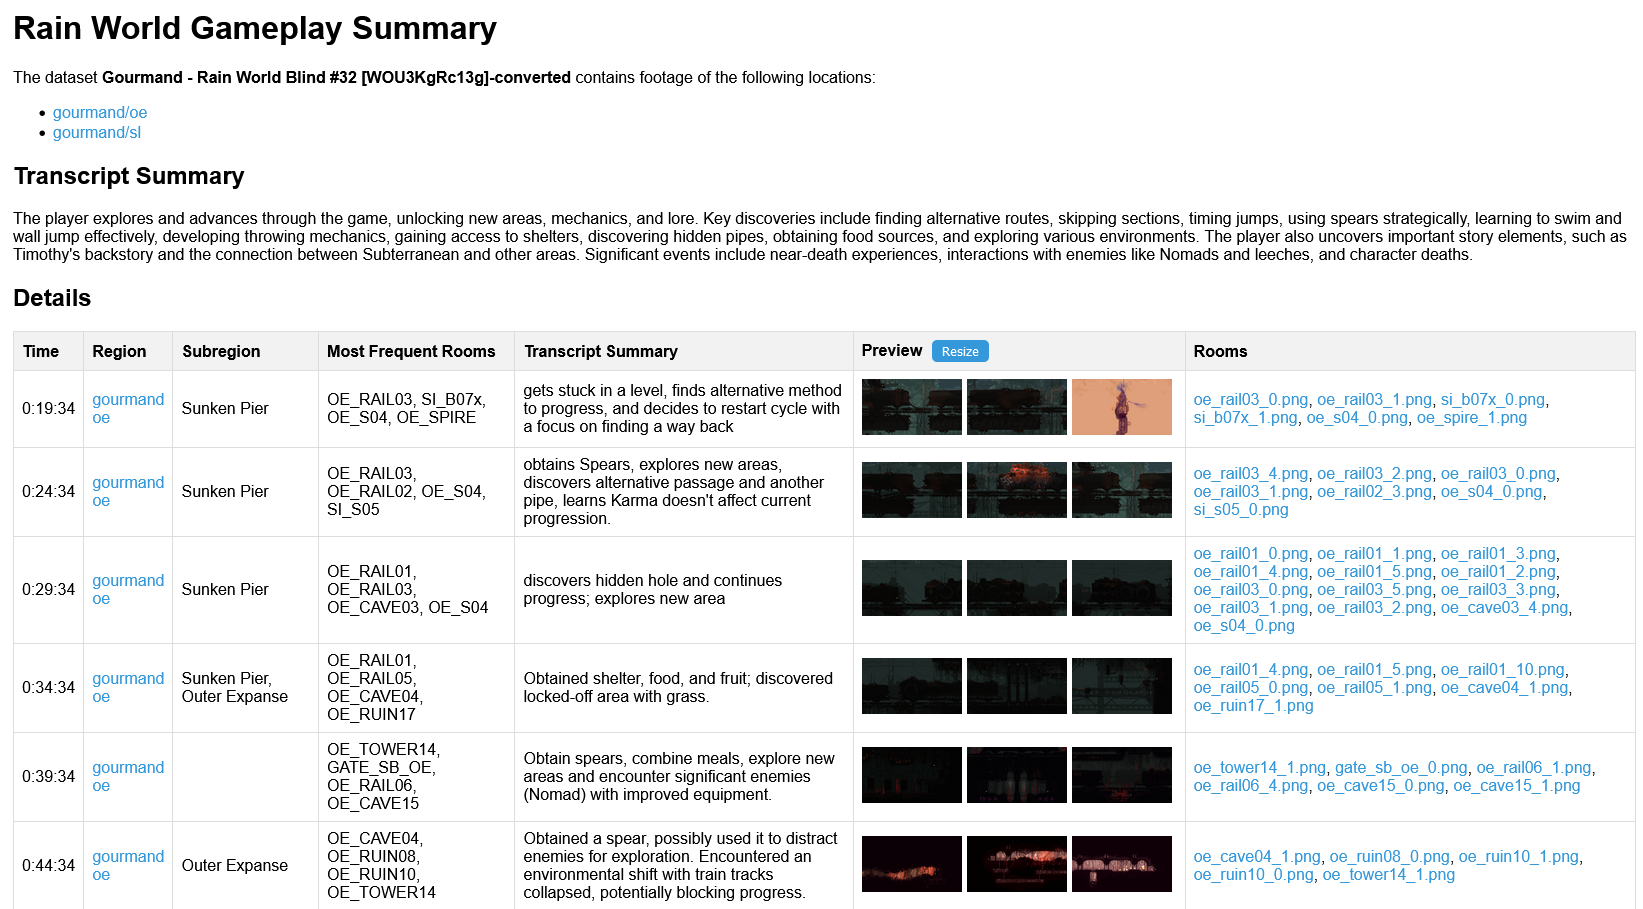 Rain World Gameplay Summary
The dataset Gourmand - Rain World Blind #32 [WOU3KgRc13g]-converted contains footage of the following locations:
• gourmand/oe
• gourmand/sl
Transcript Summary
The player explores and advances through the game, unlocking new areas, mechanics, and lore. Key discoveries include finding alternative routes, skipping sections, timing jumps, using spears strategically, learning to swim and
wall jump effectively, developing throwing mechanics, gaining access to shelters, discovering hidden pipes, obtaining food sources, and exploring various environments. The player also uncovers important story elements, such as
Timothy's backstory and the connection between Subterranean and other areas. Significant events include near-death experiences, interactions with enemies like Nomads and leeches, and character deaths.
Details
Time Region Subregion Most Frequent Rooms Transcript Summary Preview Resize Rooms
0:19:34
gourmand
oe
Sunken Pier
OE_RAIL03, SI_B07x,
OE_S04, OE_SPIRE
gets stuck in a level, finds alternative method
to progress, and decides to restart cycle with
a focus on finding a way back
oe_rail03_0.png, oe_rail03_1.png, si_b07x_0.png,
si_b07x_1.png, oe_s04_0.png, oe_spire_1.png
0:24:34
gourmand
oe
Sunken Pier
OE_RAIL03,
OE_RAIL02, OE_S04,
SI_S05
obtains Spears, explores new areas,
discovers alternative passage and another
pipe, learns Karma doesn't affect current
progression.
oe_rail03_4.png, oe_rail03_2.png, oe_rail03_0.png,
oe_rail03_1.png, oe_rail02_3.png, oe_s04_0.png,
si_s05_0.png
0:29:34
gourmand
oe
Sunken Pier
OE_RAIL01,
OE_RAIL03,
OE_CAVE03, OE_S04
discovers hidden hole and continues
progress; explores new area
oe_rail01_0.png, oe_rail01_1.png, oe_rail01_3.png,
oe_rail01_4.png, oe_rail01_5.png, oe_rail01_2.png,
oe_rail03_0.png, oe_rail03_5.png, oe_rail03_3.png,
oe_rail03_1.png, oe_rail03_2.png, oe_cave03_4.png,
oe_s04_0.png
0:34:34
gourmand
oe
Sunken Pier,
Outer Expanse
OE_RAIL01,
OE_RAIL05,
OE_CAVE04,
OE_RUIN17
Obtained shelter, food, and fruit; discovered
locked-off area with grass.
oe_rail01_4.png, oe_rail01_5.png, oe_rail01_10.png,
oe_rail05_0.png, oe_rail05_1.png, oe_cave04_1.png,
oe_ruin17_1.png
0:39:34
gourmand
oe
OE_TOWER14,
GATE_SB_OE,
OE_RAIL06,
OE_CAVE15
Obtain spears, combine meals, explore new
areas and encounter significant enemies
(Nomad) with improved equipment.
oe_tower14_1.png, gate_sb_oe_0.png, oe_rail06_1.png,
oe_rail06_4.png, oe_cave15_0.png, oe_cave15_1.png
0:44:34
gourmand
oe
Outer Expanse
OE_CAVE04,
OE_RUIN08,
OE_RUIN10,
OE_TOWER14
Obtained a spear, possibly used it to distract
enemies for exploration. Encountered an
environmental shift with train tracks
collapsed, potentially blocking progress.
oe_cave04_1.png, oe_ruin08_0.png, oe_ruin10_1.png,
oe_ruin10_0.png, oe_tower14_1.png